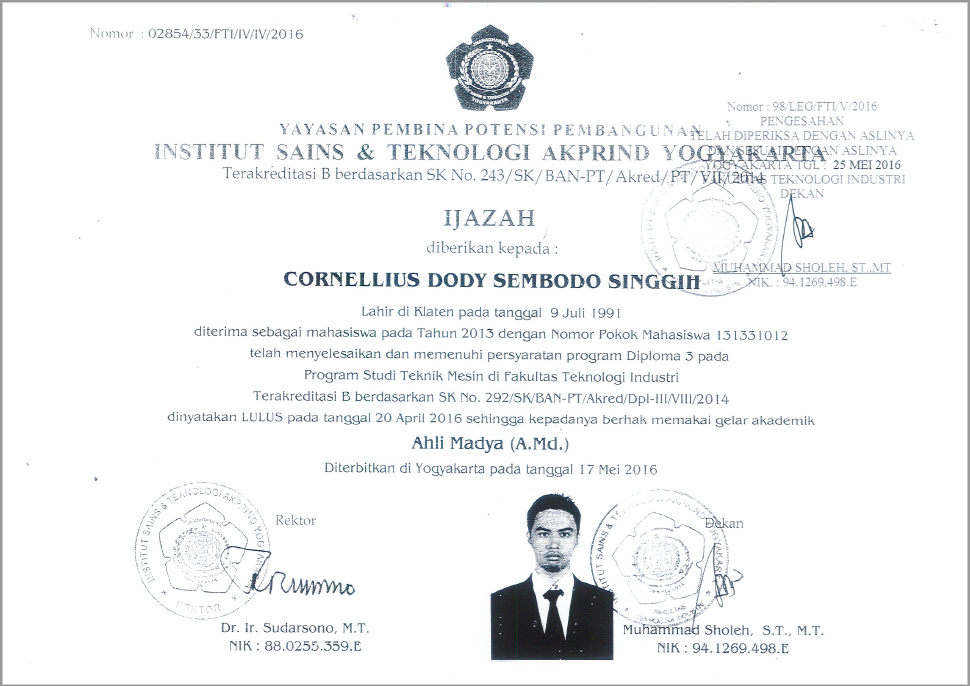 Nomor : 02854/33/FTI/IV/IV/2016
Nomor : 98/LEG/FTI/V/2016
PENGESAHAN
TELAH DIPERIKSA DENGAN ASLINYA
DAN SESUAI DENGAN ASLINYA
YOGYAKARTA TGL : 25 MEI 2016
FAKULTAS TEKNOLOGI INDUSTRI
DEKAN
MUHAMMAD SHOLEH, ST.,MT
NIK. : 94.1269.498.E
YAYASAN PEMBINA POTENSI PEMBANGUNAN
INSTITUT SAINS & TEKNOLOGI AKPRIND YOGYAKARTA
Terakreditasi B berdasarkan SK No. 243/SK/BAN-PT/Akred/PT/VII/2014
IJAZAH
diberikan kepada :
CORNELLIUS DODY SEMBODO SINGGIH
Lahir di Klaten pada tanggal 9 Juli 1991
diterima sebagai mahasiswa pada Tahun 2013 dengan Nomor Pokok Mahasiswa 131331012
telah menyelesaikan dan memenuhi persyaratan program Diploma 3 pada
Program Studi Teknik Mesin di Fakultas Teknologi Industri
Terakreditasi B berdasarkan SK No. 292/SK/BAN-PT/Akred/Dpl-III/VIII/2014
dinyatakan LULUS pada tanggal 20 April 2016 sehingga kepadanya berhak memakai gelar akademik
Ahli Madya (A.Md.)
Diterbitkan di Yogyakarta pada tanggal 17 Mei 2016
INSTITUT SAINS & TEKNOLOGI AKPRIND YOGYAKARTA
REKTOR
Rektor
Dr. Ir. Sudarsono, M.T.
NIK : 88.0255.359.E
Dekan
Muhammad Sholeh, S.T., M.T.
NIK : 94.1269.498.E